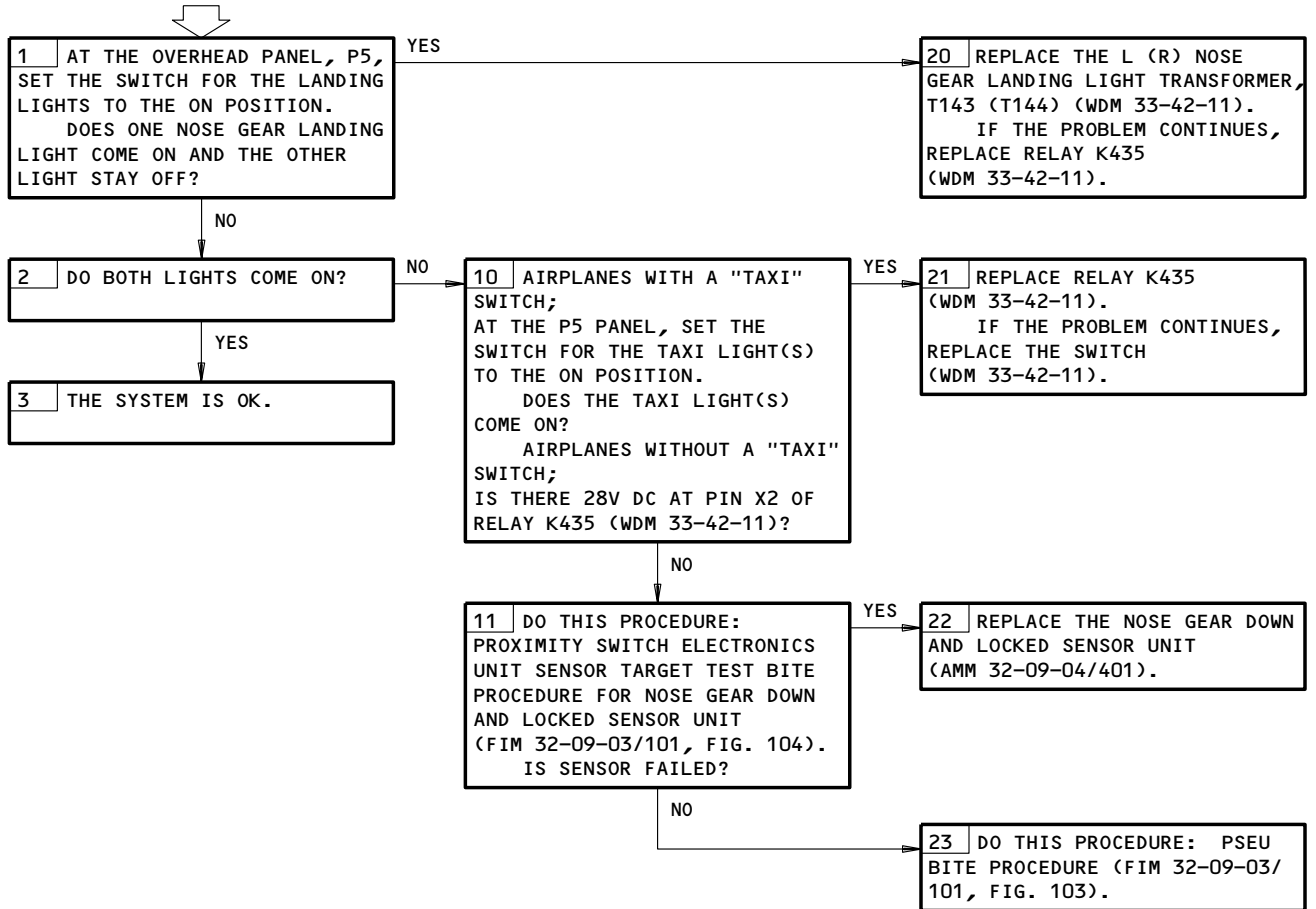 1 AT THE OVERHEAD PANEL, P5,
SET THE SWITCH FOR THE LANDING
LIGHTS TO THE ON POSITION.
DOES ONE NOSE GEAR LANDING
LIGHT COME ON AND THE OTHER
LIGHT STAY OFF?
YES
20 REPLACE THE L (R) NOSE
GEAR LANDING LIGHT TRANSFORMER,
T143 (T144) (WDM 33-42-11).
IF THE PROBLEM CONTINUES,
REPLACE RELAY K435
(WDM 33-42-11).
NO
2 DO BOTH LIGHTS COME ON?
NO
YES
3 THE SYSTEM IS OK.
10 AIRPLANES WITH A "TAXI"
SWITCH;
AT THE P5 PANEL, SET THE
SWITCH FOR THE TAXI LIGHT(S)
TO THE ON POSITION.
DOES THE TAXI LIGHT(S)
COME ON?
AIRPLANES WITHOUT A "TAXI"
SWITCH;
IS THERE 28V DC AT PIN X2 OF
RELAY K435 (WDM 33-42-11)?
YES
21 REPLACE RELAY K435
(WDM 33-42-11).
IF THE PROBLEM CONTINUES,
REPLACE THE SWITCH
(WDM 33-42-11).
NO
11 DO THIS PROCEDURE:
PROXIMITY SWITCH ELECTRONICS
UNIT SENSOR TARGET TEST BITE
PROCEDURE FOR NOSE GEAR DOWN
AND LOCKED SENSOR UNIT
(FIM 32-09-03/101, FIG. 104).
IS SENSOR FAILED?
YES
22 REPLACE THE NOSE GEAR DOWN
AND LOCKED SENSOR UNIT
(AMM 32-09-04/401).
NO
23 DO THIS PROCEDURE: PSEU
BITE PROCEDURE (FIM 32-09-03/
101, FIG. 103).